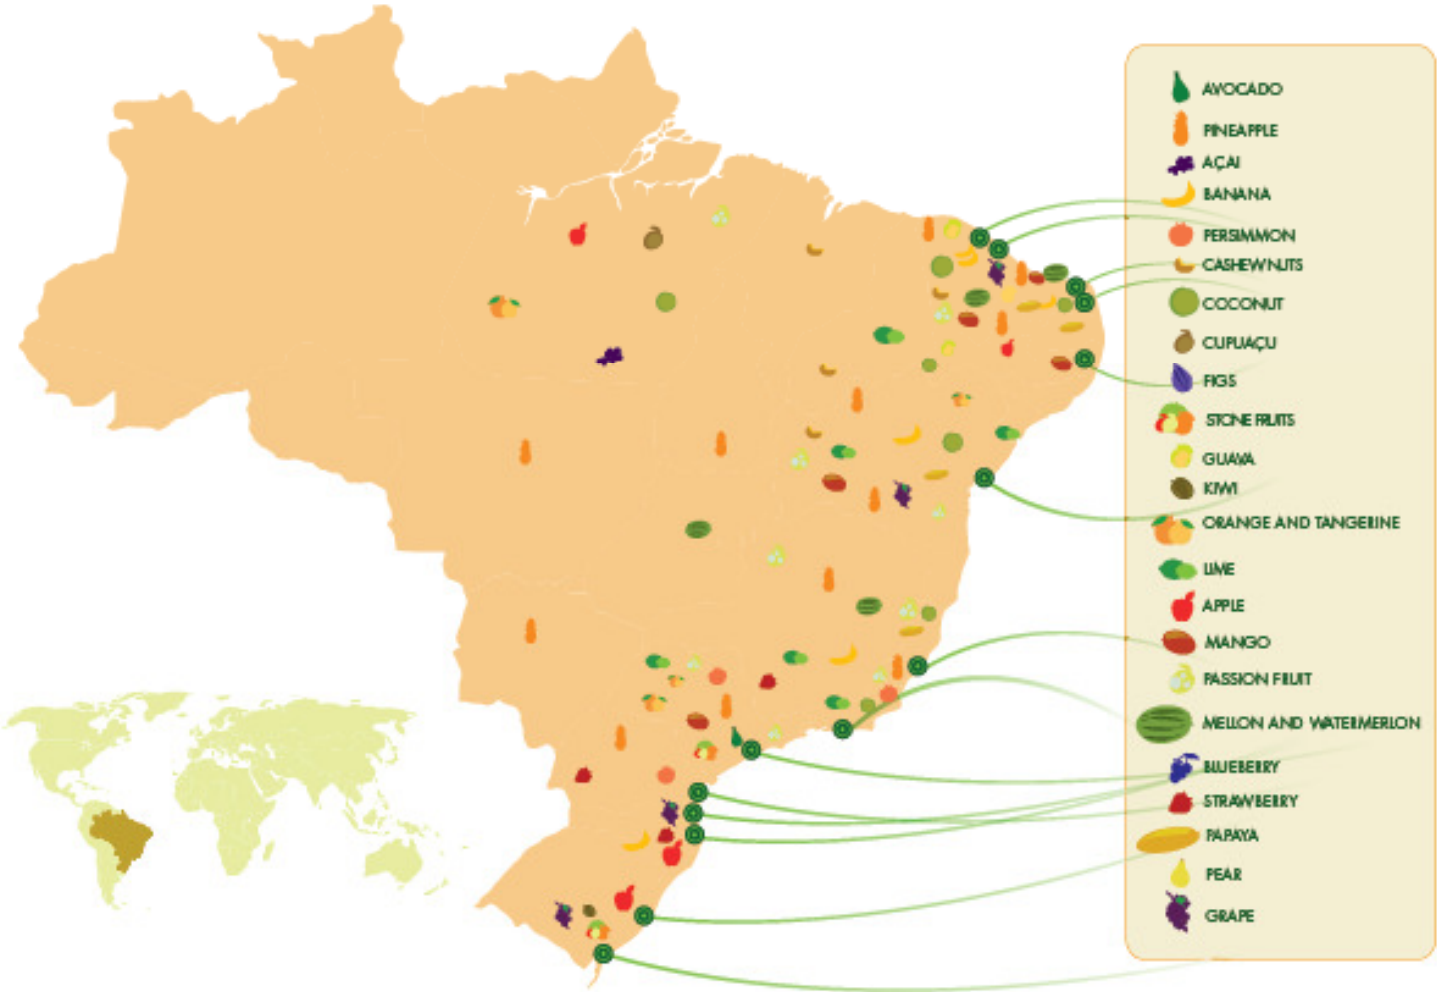 AVOCADO
PINEAPPLE
AÇAI
BANANA
PERSIMMON
CASHEWNUTS
COCONUT
CUPUAÇU
FIGS
STONE FRUITS
GUAVA
KIWI
ORANGE AND TANGERINE
LIME
APPLE
MANGO
PASSION FRUIT
MELLON AND WATERMERLON
BLUEBERRY
STRAWBERRY
PAPAYA
PEAR
GRAPE